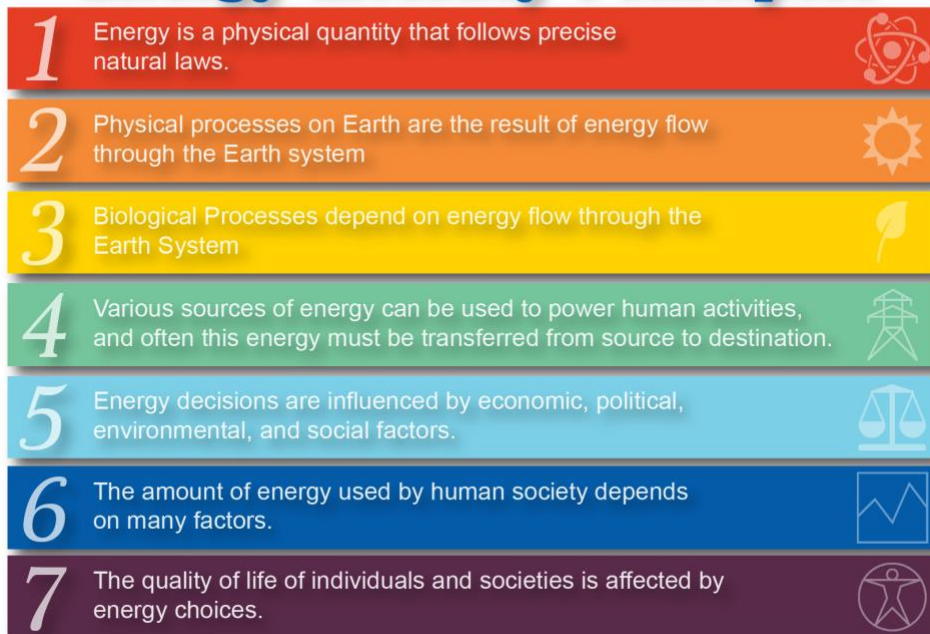 1
Energy is a physical quantity that follows precise
natural laws.
2
Physical processes on Earth are the result of energy flow
through the Earth system
3
Biological Processes depend on energy flow through the
Earth System
4
Various sources of energy can be used to power human activities,
and often this energy must be transferred from source to destination.
5
Energy decisions are influenced by economic, political,
environmental, and social factors.
6
The amount of energy used by human society depends
on many factors.
7
The quality of life of individuals and societies is affected by
energy choices.